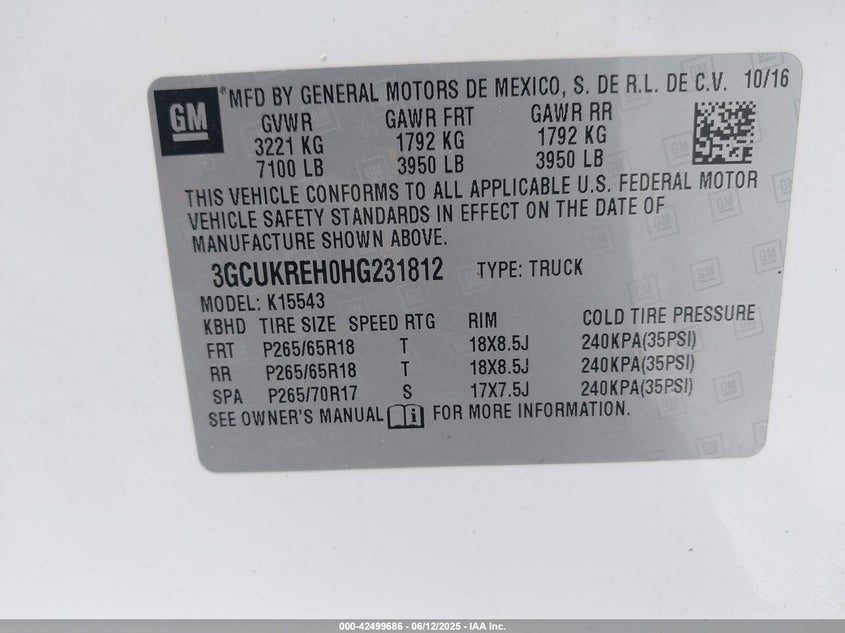 GM ® MFD BY GENERAL MOTORS DE MEXICO, S. DE R.L. DE C.V. 10/16
GVWR GAWR FRT GAWR RR
3221 KG 1792 KG 1792 KG
7100 LB 3950 LB 3950 LB
THIS VEHICLE CONFORMS TO ALL APPLICABLE U.S. FEDERAL MOTOR
VEHICLE SAFETY STANDARDS IN EFFECT ON THE DATE OF
MANUFACTURE SHOWN ABOVE.
3GCUKREH0HG231812 TYPE: TRUCK
MODEL: K15543
KBHD TIRE SIZE SPEED RTG RIM COLD TIRE PRESSURE
FRT P265/65R18 T 18X8.5J 240KPA(35PSI)
RR P265/65R18 T 18X8.5J 240KPA(35PSI)
SPA P265/70R17 S 17X7.5J 240KPA(35PSI)
SEE OWNER'S MANUAL i FOR MORE INFORMATION.
000-42499686 - 06/12/2025 - IAA Inc.